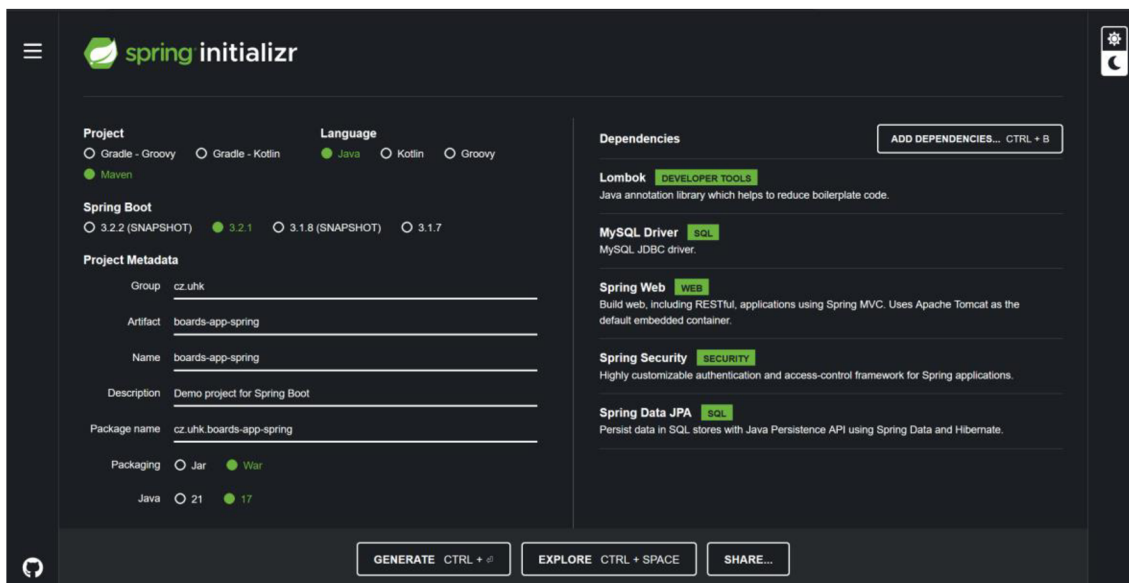 spring initializr
Project
Gradle - Groovy Gradle - Kotlin
Maven
Language
Java Kotlin Groovy
Spring Boot
3.2.2 (SNAPSHOT) 3.2.1 3.1.8 (SNAPSHOT) 3.1.7
Project Metadata
Group cz.uhk
Artifact boards-app-spring
Name boards-app-spring
Description Demo project for Spring Boot
Package name cz.uhk.boards-app-spring
Packaging Jar War
Java 21 17
Dependencies ADD DEPENDENCIES... CTRL + B
Lombok DEVELOPER TOOLS
Java annotation library which helps to reduce boilerplate code.
MySQL Driver SQL
MySQL JDBC driver.
Spring Web WEB
Build web, including RESTful, applications using Spring MVC. Uses Apache Tomcat as the
default embedded container.
Spring Security SECURITY
Highly customizable authentication and access-control framework for Spring applications.
Spring Data JPA SQL
Persist data in SQL stores with Java Persistence API using Spring Data and Hibernate.
GENERATE CTRL + ⏎ EXPLORE CTRL + SPACE SHARE...